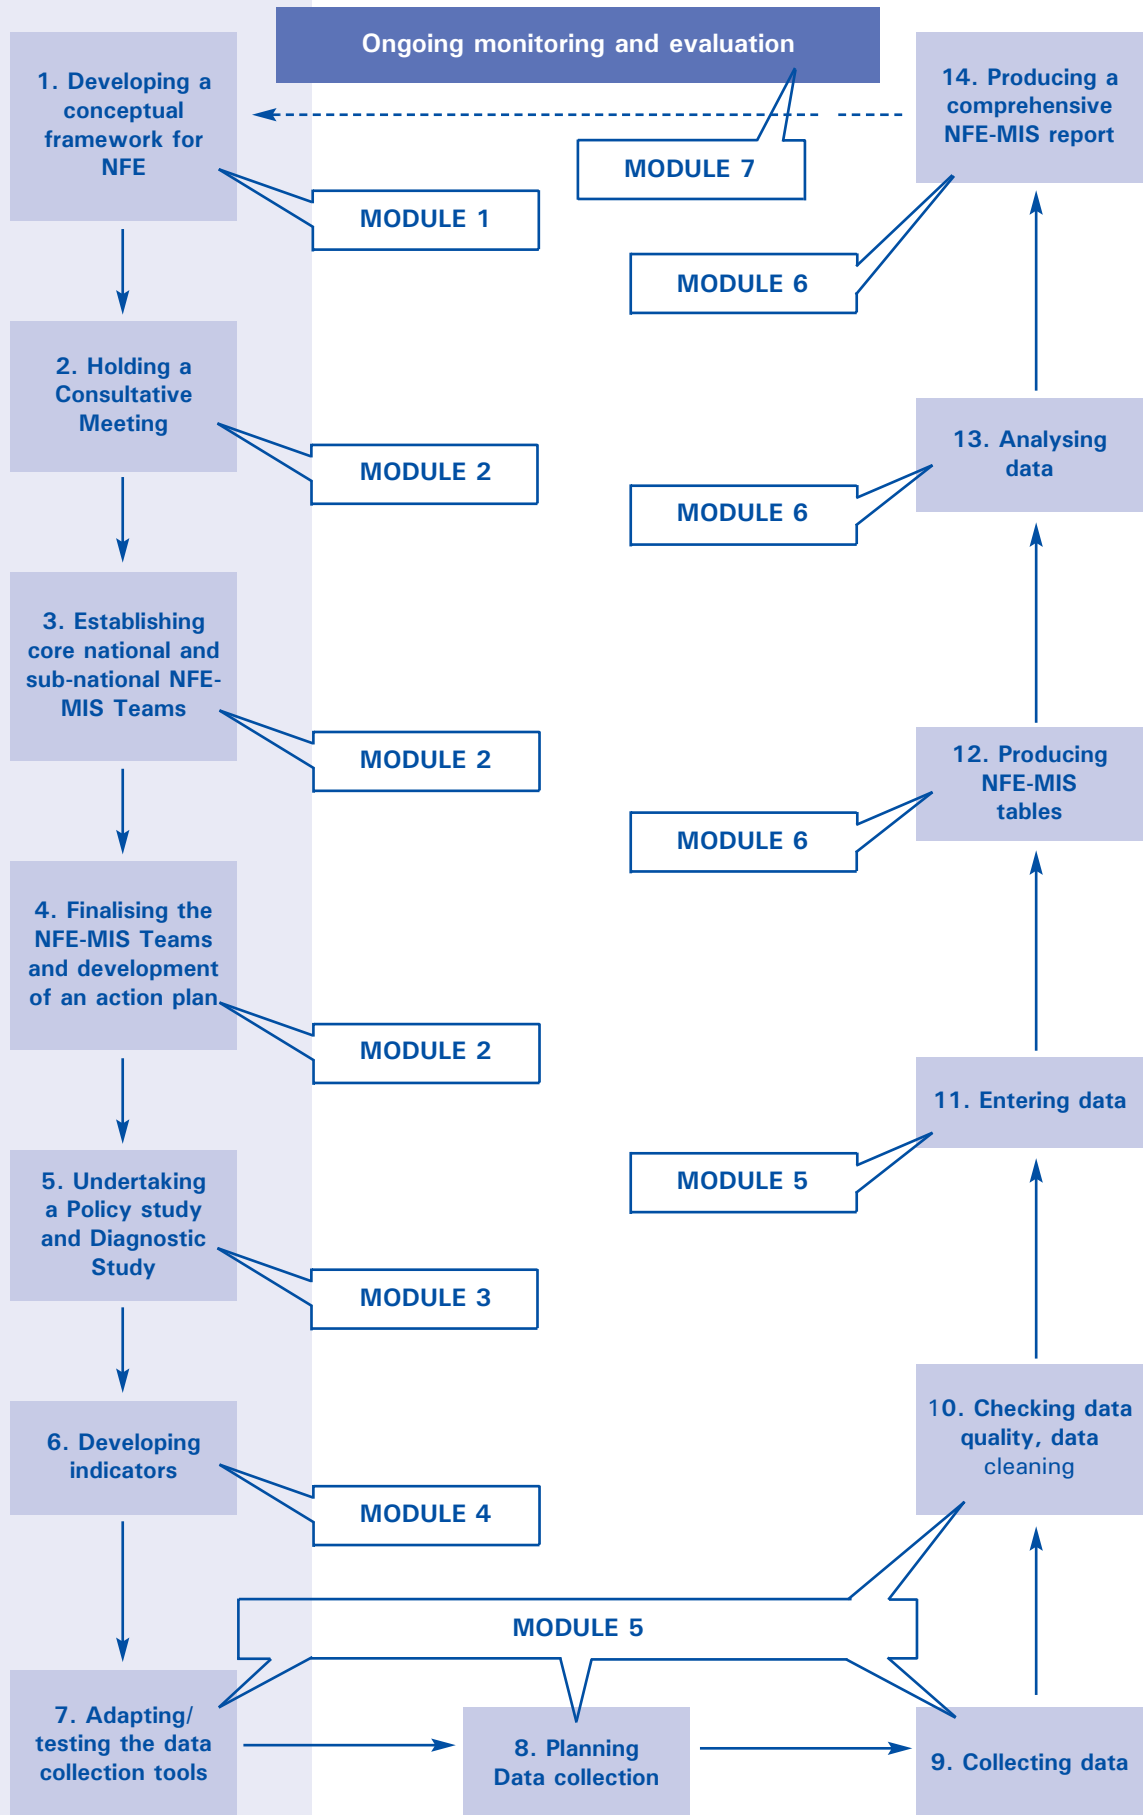 Ongoing monitoring and evaluation
1. Developing a
conceptual
framework for
NFE
MODULE 1
2. Holding a
Consultative
Meeting
MODULE 2
3. Establishing
core national and
sub-national NFE-
MIS Teams
MODULE 2
4. Finalising the
NFE-MIS Teams
and development
of an action plan
MODULE 2
5. Undertaking
a Policy study
and Diagnostic
Study
MODULE 3
6. Developing
indicators
MODULE 4
7. Adapting/
testing the data
collection tools
MODULE 5
8. Planning
Data collection
9. Collecting data
10. Checking data
quality, data
cleaning
11. Entering data
MODULE 5
12. Producing
NFE-MIS
tables
MODULE 6
13. Analysing
data
MODULE 6
14. Producing a
comprehensive
NFE-MIS report
MODULE 6
MODULE 7